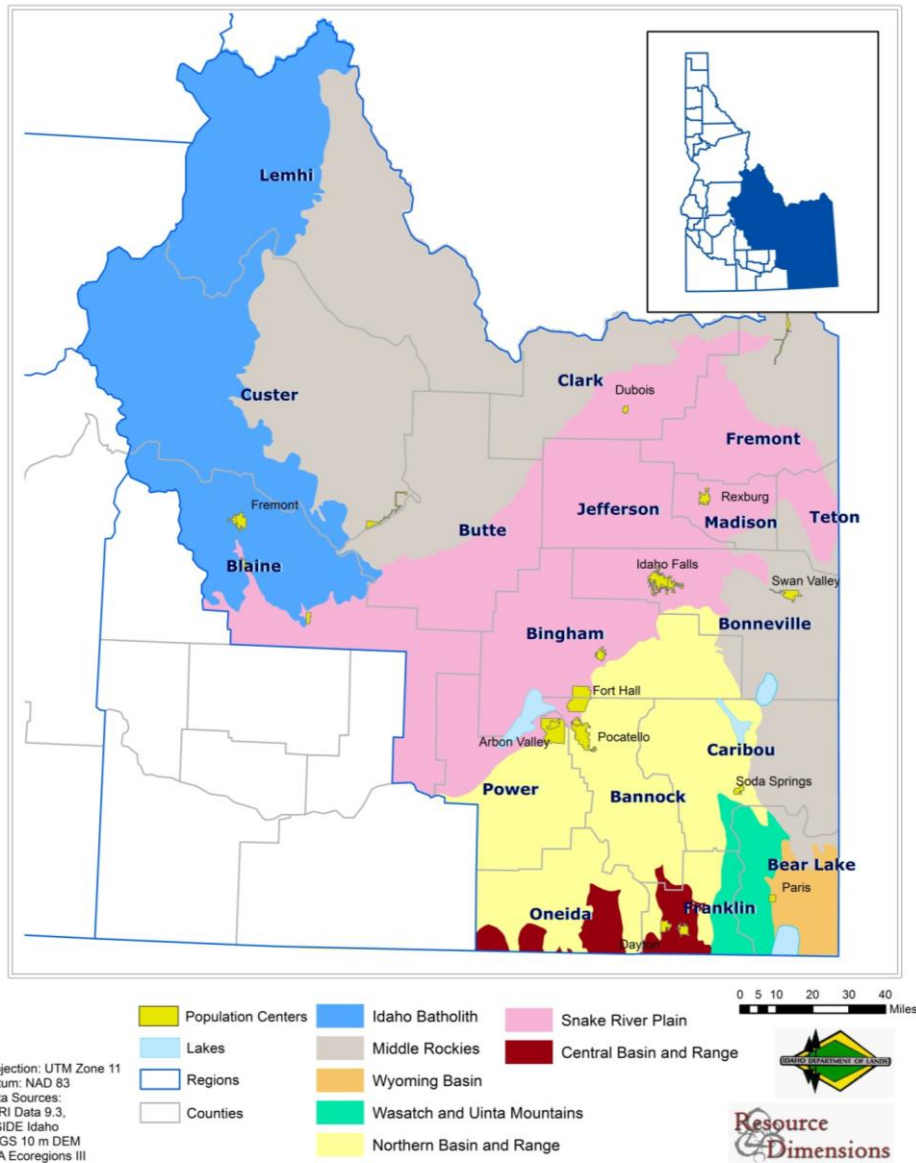 Lemhi
Custer
Clark
Dubois
Fremont
Fremont
Rexburg
Jefferson
Madison
Teton
Butte
Blaine
Idaho Falls
Swan Valley
Bonneville
Bingham
Fort Hall
Arbon Valley
Pocatello
Caribou
Power
Bannock
Soda Springs
Bear Lake
Paris
Oneida
Franklin
Dayton
0 5 10 20 30 40
Miles
Population Centers
Lakes
Regions
Counties
Idaho Batholith
Middle Rockies
Wyoming Basin
Wasatch and Uinta Mountains
Northern Basin and Range
Snake River Plain
Central Basin and Range
jection: UTM Zone 11
tum: NAD 83
ta Sources:
RI Data 9.3,
SIDE Idaho
GS 10 m DEM
A Ecoregions III
IDAHO DEPARTMENT OF LANDS
Resource
Dimensions